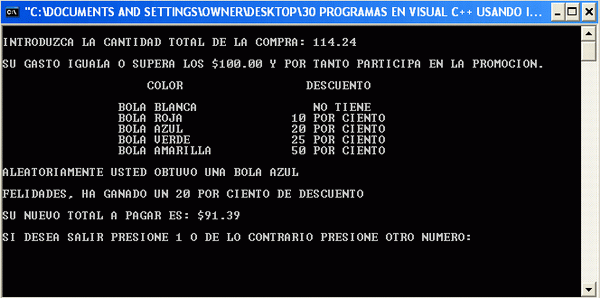 "C:\DOCUMENTS AND SETTINGS\OWNER\DESKTOP\30 PROGRAMAS EN VISUAL C++ USANDO I...
INTRODUZCA LA CANTIDAD TOTAL DE LA COMPRA: 114.24
SU GASTO IGUALA O SUPERA LOS $100.00 Y POR TANTO PARTICIPA EN LA PROMOCION.
COLOR DESCUENTO
BOLA BLANCA NO TIENE
BOLA ROJA 10 POR CIENTO
BOLA AZUL 20 POR CIENTO
BOLA VERDE 25 POR CIENTO
BOLA AMARILLA 50 POR CIENTO
ALEATORIAMENTE USTED OBTUVO UNA BOLA AZUL
FELIDADES, HA GANADO UN 20 POR CIENTO DE DESCUENTO
SU NUEVO TOTAL A PAGAR ES: $91.39
SI DESEA SALIR PRESIONE 1 O DE LO CONTRARIO PRESIONE OTRO NUMERO: